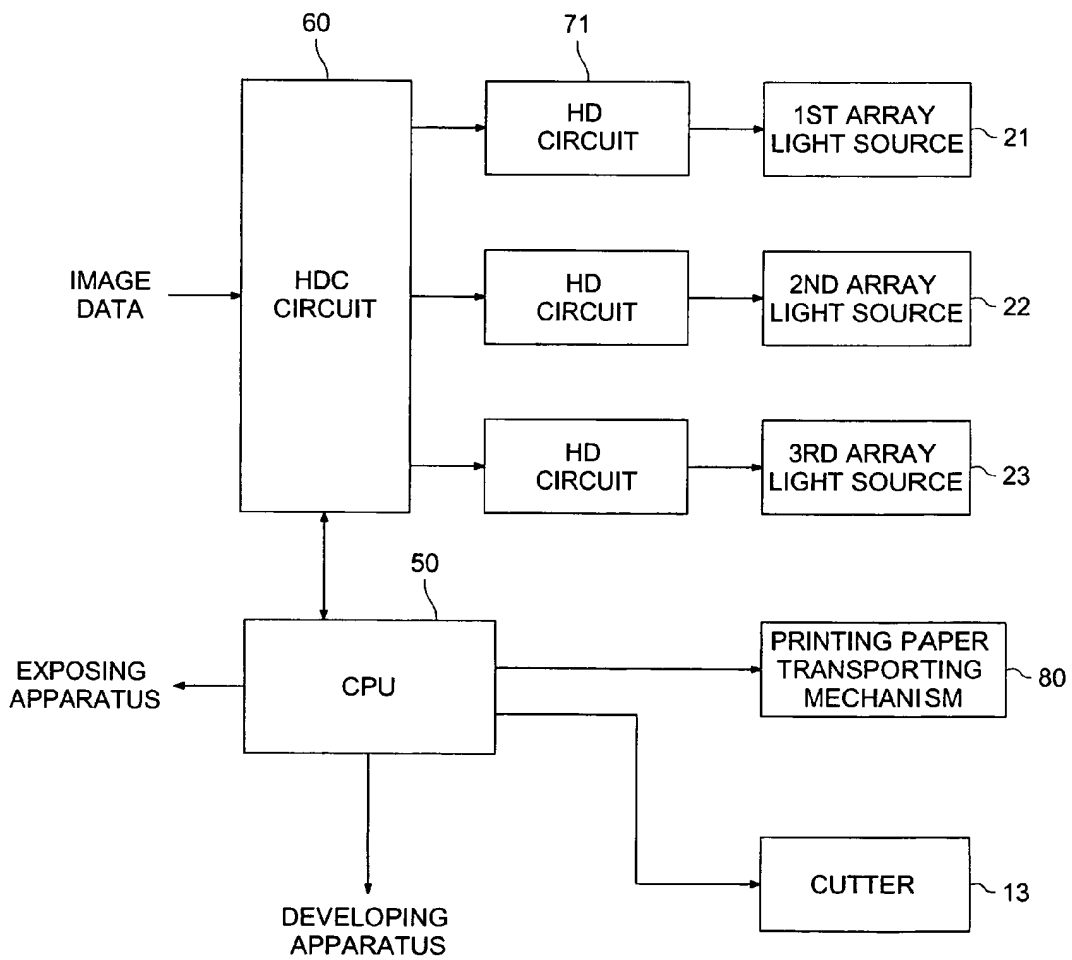 60
71
HD
CIRCUIT
1ST ARRAY
LIGHT SOURCE
21
IMAGE
DATA
HDC
CIRCUIT
HD
CIRCUIT
2ND ARRAY
LIGHT SOURCE
22
HD
CIRCUIT
3RD ARRAY
LIGHT SOURCE
23
50
EXPOSING
APPARATUS
CPU
PRINTING PAPER
TRANSPORTING
MECHANISM
80
CUTTER
13
DEVELOPING
APPARATUS